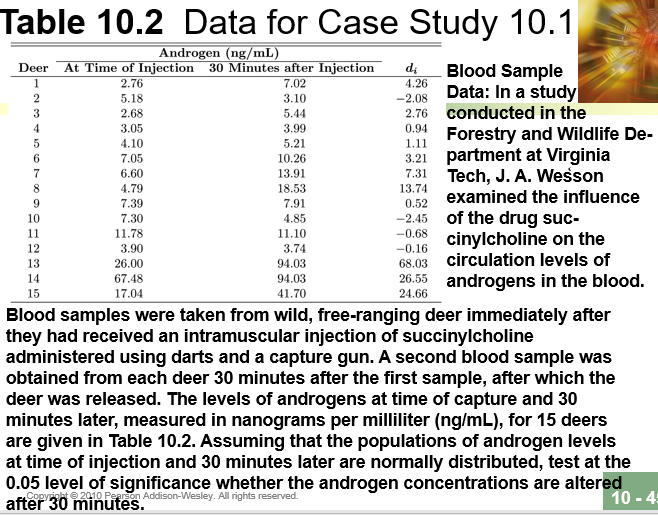 Table 10.2 Data for Case Study 10.1
Androgen (ng/mL)
Deer At Time of Injection 30 Minutes after Injection di
1 2.76 7.02 4.26
2 5.18 3.10 −2.08
3 2.68 5.44 2.76
4 3.05 3.99 0.94
5 4.10 5.21 1.11
6 7.05 10.26 3.21
7 6.60 13.91 7.31
8 4.79 18.53 13.74
9 7.39 7.91 0.52
10 7.30 4.85 −2.45
11 11.78 11.10 −0.68
12 3.90 3.74 −0.16
13 26.00 94.03 68.03
14 67.48 94.03 26.55
15 17.04 41.70 24.66
Blood Sample
Data: In a study
conducted in the
Forestry and Wildlife De-
partment at Virginia
Tech, J. A. Wesson
examined the influence
of the drug suc-
cinylcholine on the
circulation levels of
androgens in the blood.
Blood samples were taken from wild, free-ranging deer immediately after
they had received an intramuscular injection of succinylcholine
administered using darts and a capture gun. A second blood sample was
obtained from each deer 30 minutes after the first sample, after which the
deer was released. The levels of androgens at time of capture and 30
minutes later, measured in nanograms per milliliter (ng/mL), for 15 deers
are given in Table 10.2. Assuming that the populations of androgen levels
at time of injection and 30 minutes later are normally distributed, test at the
0.05 level of significance whether the androgen concentrations are altered
after 30 minutes.
Copyright © 2010 Pearson Addison-Wesley. All rights reserved.
10 - 4